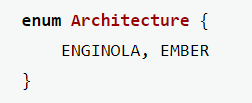 enum Architecture {
    ENGINOLA, EMBER
}